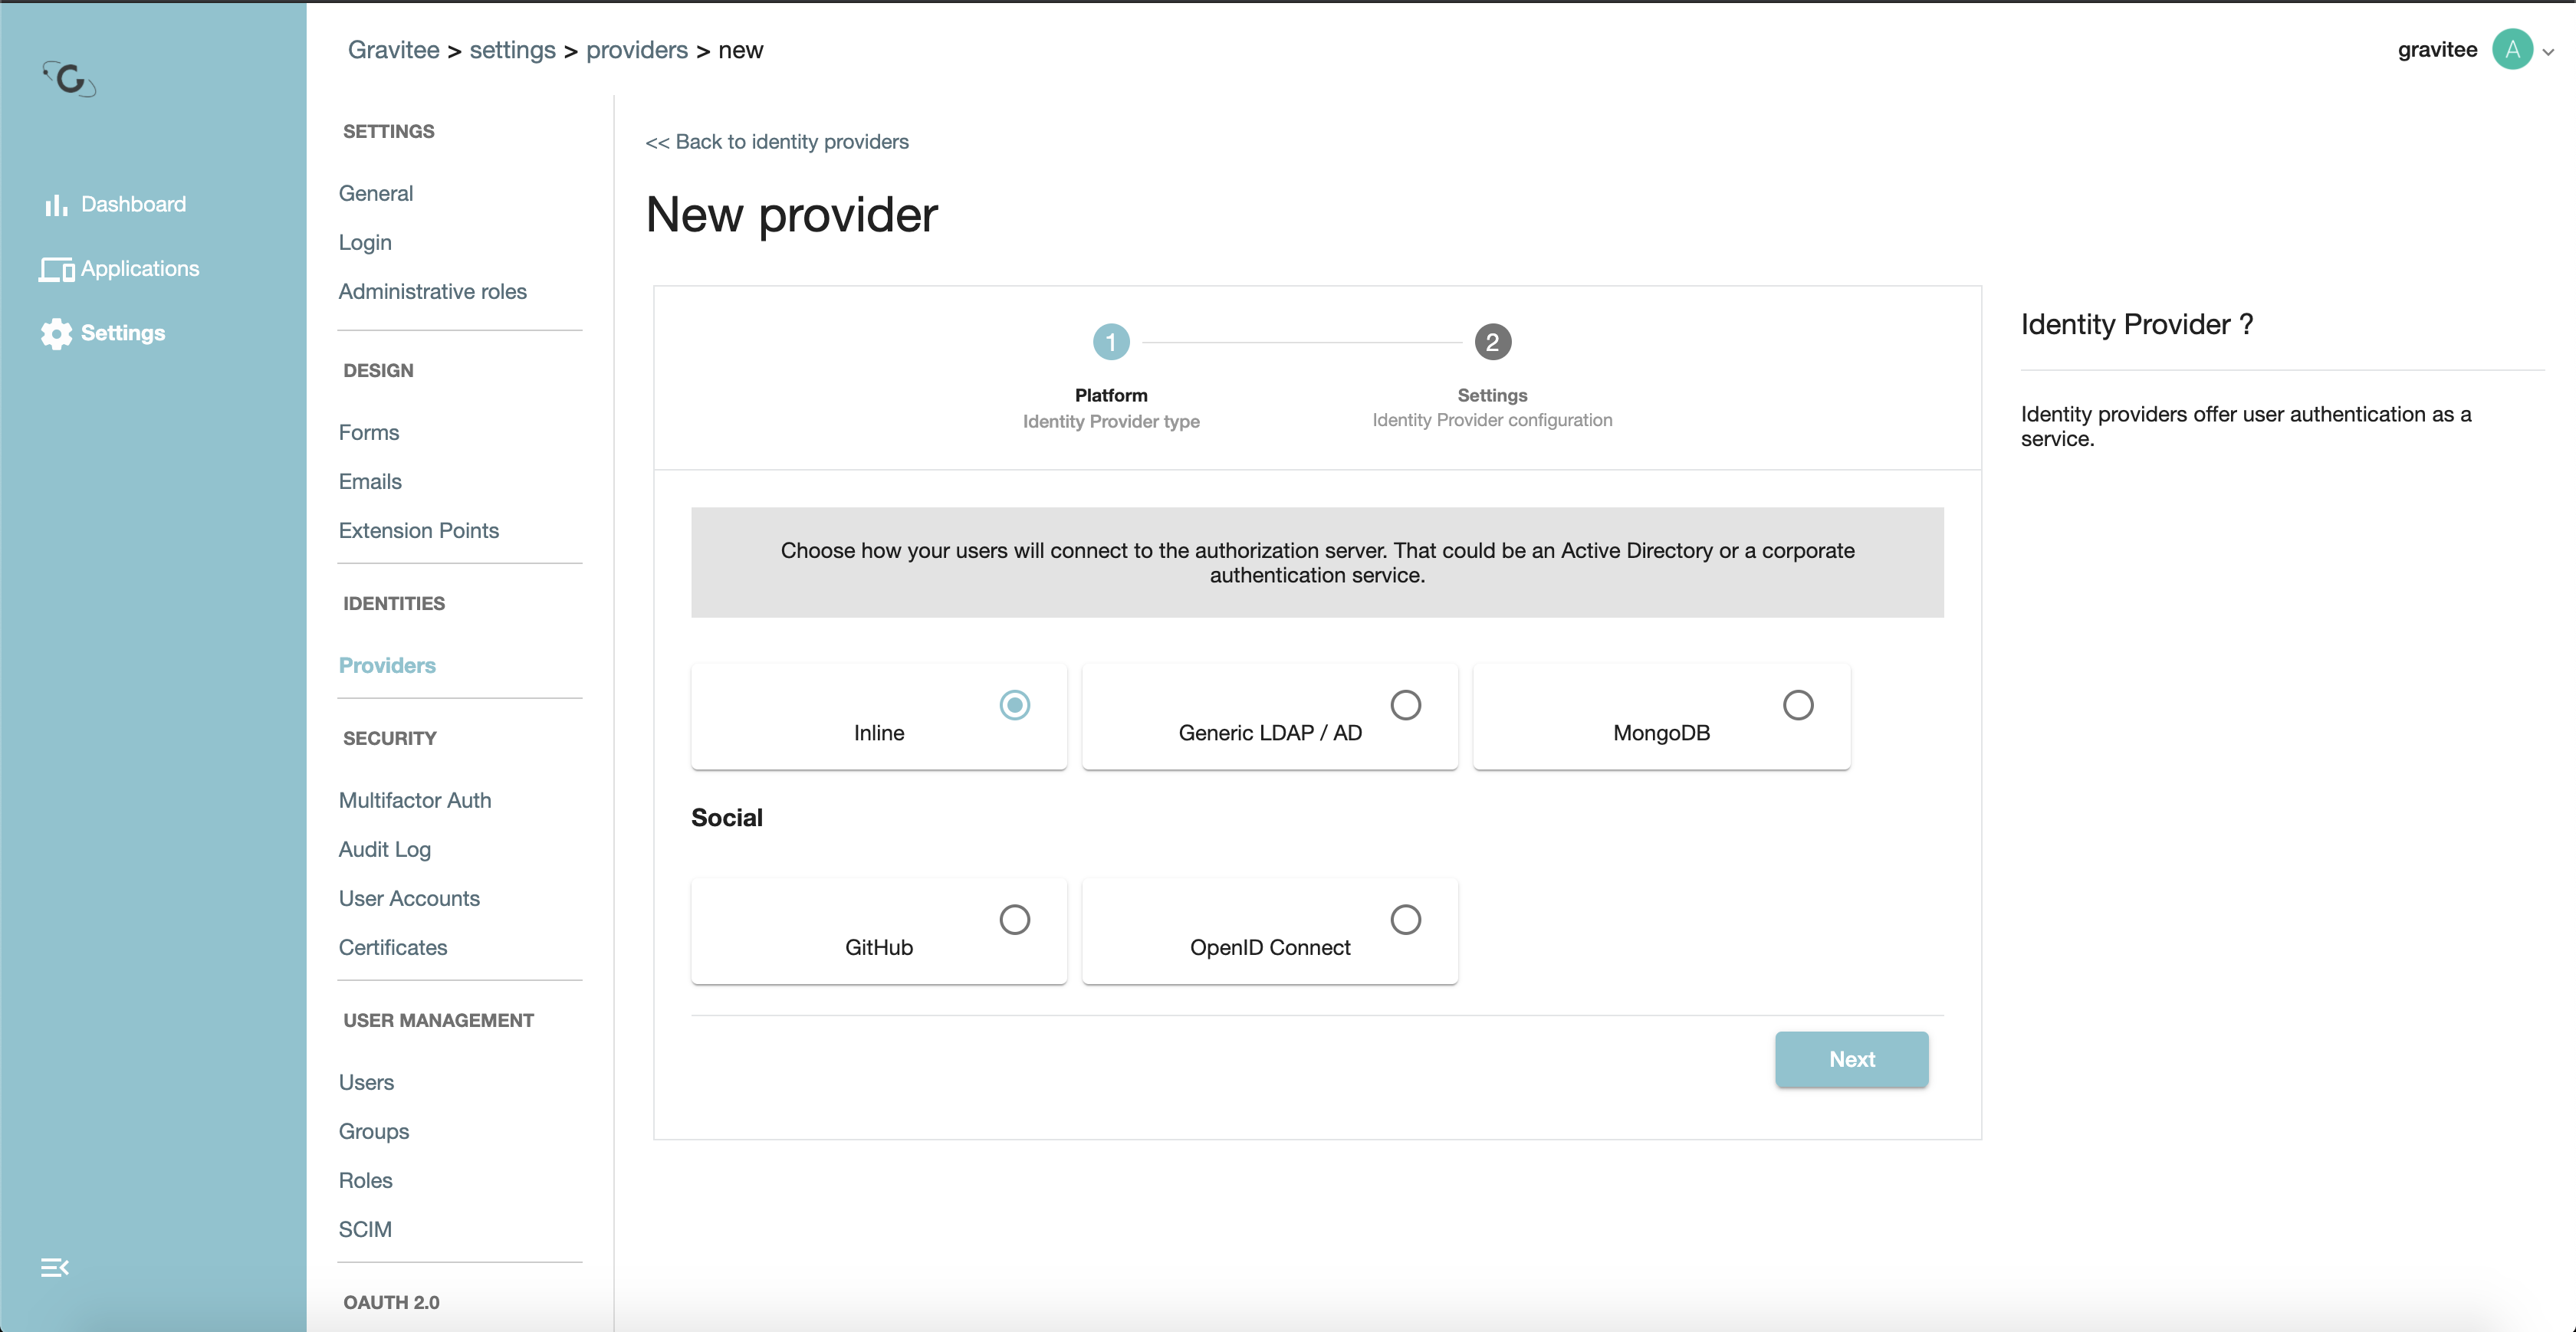 Gravitee > settings > providers > new
gravitee
A
Dashboard
Applications
Settings
SETTINGS
General
Login
Administrative roles
DESIGN
Forms
Emails
Extension Points
IDENTITIES
Providers
SECURITY
Multifactor Auth
Audit Log
User Accounts
Certificates
USER MANAGEMENT
Users
Groups
Roles
SCIM
OAUTH 2.0
<< Back to identity providers
New provider
1
Platform
Identity Provider type
2
Settings
Identity Provider configuration
Choose how your users will connect to the authorization server. That could be an Active Directory or a corporate
authentication service.
Inline
Generic LDAP / AD
MongoDB
Social
GitHub
OpenID Connect
Next
Identity Provider ?
Identity providers offer user authentication as a
service.